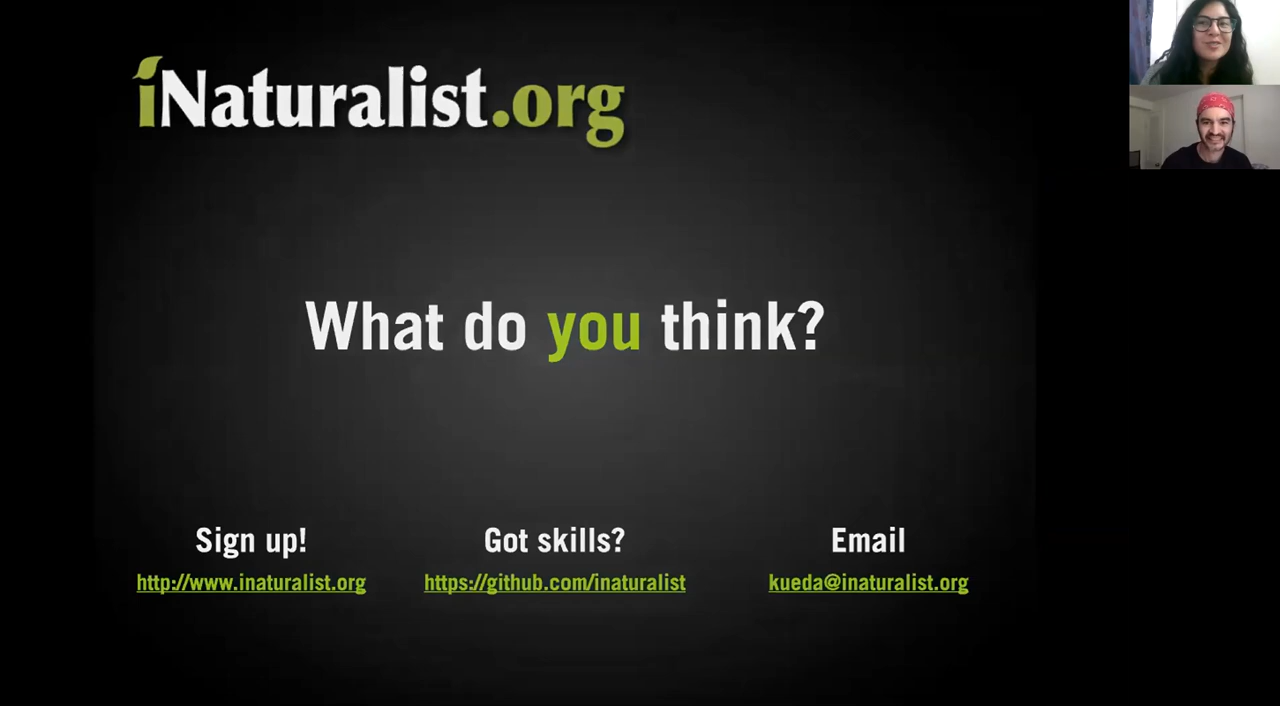 iNaturalist.org
What do you think?
Sign up!
http://www.inaturalist.org
Got skills?
https://github.com/inaturalist
Email
kueda@inaturalist.org